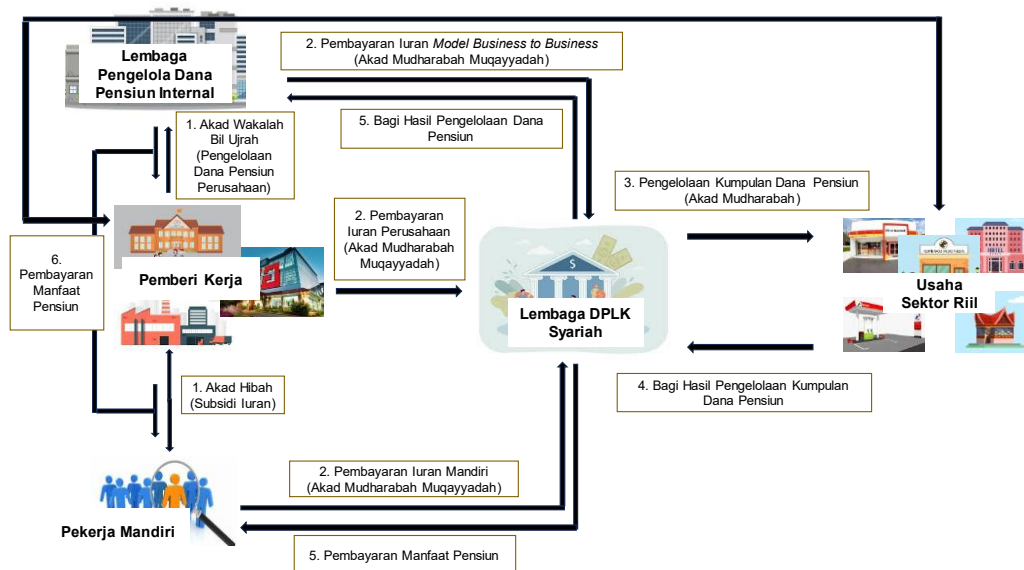 Lembaga
Pengelola Dana
Pensiun Internal
2. Pembayaran Iuran Model Business to Business
(Akad Mudharabah Muqayyadah)
5. Bagi Hasil Pengelolaan Dana
Pensiun
1. Akad Wakalah
Bil Ujrah
(Pengelolaan
Dana Pensiun
Perusahaan)
3. Pengelolaan Kumpulan Dana Pensiun
(Akad Mudharabah)
2. Pembayaran
Iuran Perusahaan
(Akad Mudharabah
Muqayyadah)
6.
Pembayaran
Manfaat
Pensiun
Pemberi Kerja
$
Lembaga DPLK
Syariah
HOTEL
Usaha
Sektor Riil
1. Akad Hibah
(Subsidi Iuran)
4. Bagi Hasil Pengelolaan Kumpulan
Dana Pensiun
2. Pembayaran Iuran Mandiri
(Akad Mudharabah Muqayyadah)
Pekerja Mandiri
5. Pembayaran Manfaat Pensiun